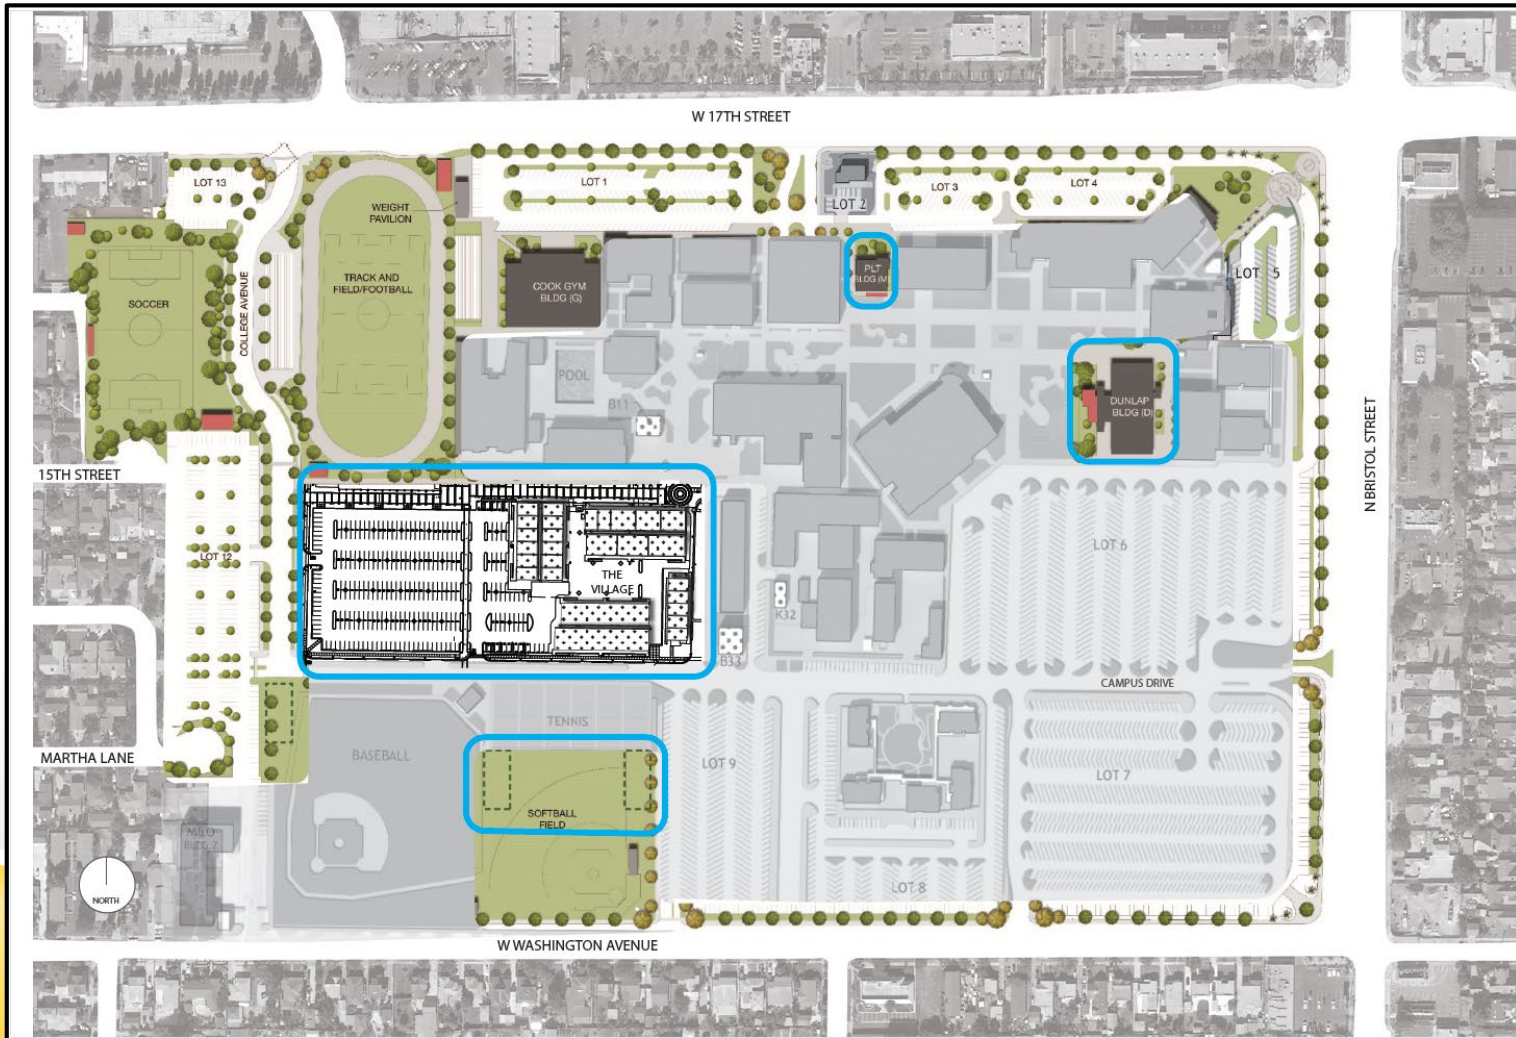 W 17TH STREET
LOT 13
LOT 1
LOT 2
LOT 3
LOT 4
WEIGHT
PAVILION
TRACK AND
FIELD/FOOTBALL
COOK GYM
BLDG (G)
PLT
BLDG (M
LOT 5
SOCCER
COLLEGE AVENUE
POOL
B11
DUNLAP
BLDG (D)
N BRISTOL STREET
15TH STREET
LOT 12
THE
VILLAGE
LOT 6
K32
B33
CAMPUS DRIVE
MARTHA LANE
BASEBALL
TENNIS
SOFTBALL
FIELD
LOT 9
LOT 7
M&O
BLDG Z
LOT 8
NORTH
W WASHINGTON AVENUE